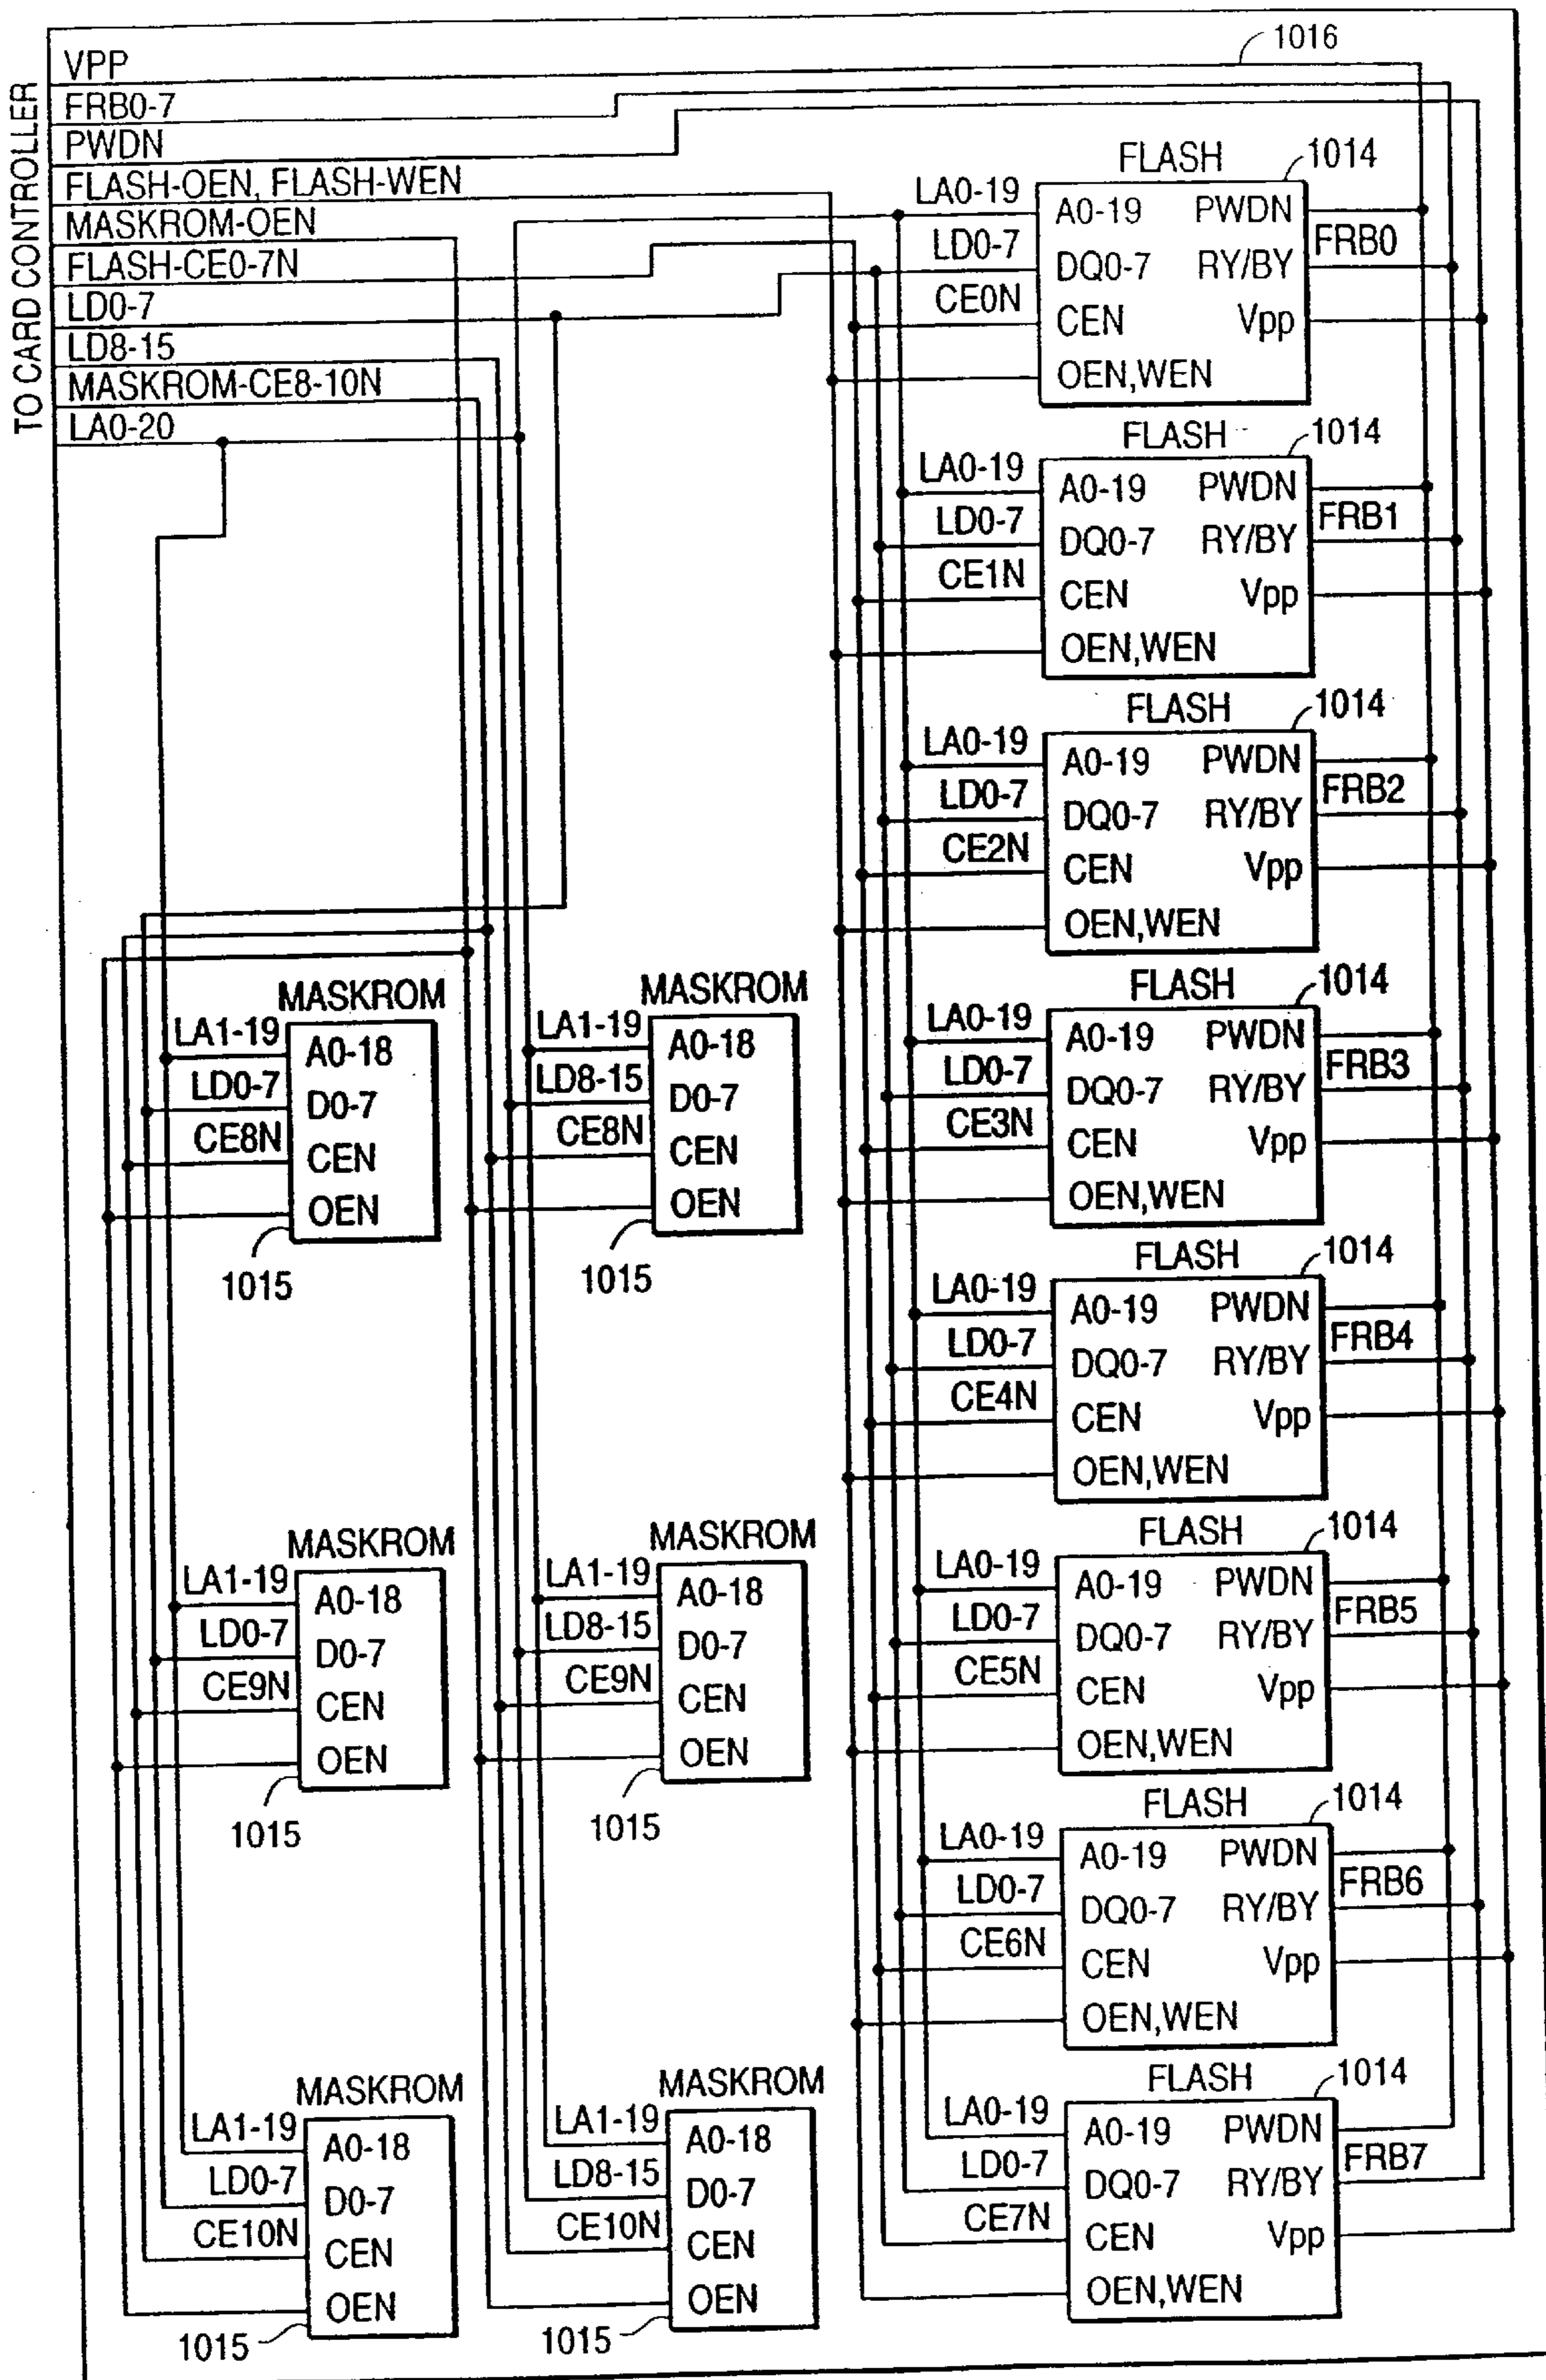 TO CARD CONTROLLER
VPP
FRB0-7
PWDN
FLASH-OEN, FLASH-WEN
MASKROM-OEN
FLASH-CE0-7N
LD0-7
LD8-15
MASKROM-CE8-10N
LA0-20
1016
FLASH 1014
LA0-19 A0-19 PWDN
LD0-7 DQ0-7 RY/BY FRB0
CE0N CEN Vpp
OEN,WEN
FLASH 1014
LA0-19 A0-19 PWDN
LD0-7 DQ0-7 RY/BY FRB1
CE1N CEN Vpp
OEN,WEN
FLASH 1014
LA0-19 A0-19 PWDN
LD0-7 DQ0-7 RY/BY FRB2
CE2N CEN Vpp
OEN,WEN
FLASH 1014
LA0-19 A0-19 PWDN
LD0-7 DQ0-7 RY/BY FRB3
CE3N CEN Vpp
OEN,WEN
FLASH 1014
LA0-19 A0-19 PWDN
LD0-7 DQ0-7 RY/BY FRB4
CE4N CEN Vpp
OEN,WEN
FLASH 1014
LA0-19 A0-19 PWDN
LD0-7 DQ0-7 RY/BY FRB5
CE5N CEN Vpp
OEN,WEN
FLASH 1014
LA0-19 A0-19 PWDN
LD0-7 DQ0-7 RY/BY FRB6
CE6N CEN Vpp
OEN,WEN
FLASH 1014
LA0-19 A0-19 PWDN
LD0-7 DQ0-7 RY/BY FRB7
CE7N CEN Vpp
OEN,WEN
MASKROM
LA1-19 A0-18
LD0-7 D0-7
CE8N CEN
OEN
1015
MASKROM
LA1-19 A0-18
LD8-15 D0-7
CE8N CEN
OEN
1015
MASKROM
LA1-19 A0-18
LD0-7 D0-7
CE9N CEN
OEN
1015
MASKROM
LA1-19 A0-18
LD8-15 D0-7
CE9N CEN
OEN
1015
MASKROM
LA1-19 A0-18
LD0-7 D0-7
CE10N CEN
OEN
1015
MASKROM
LA1-19 A0-18
LD8-15 D0-7
CE10N CEN
OEN
1015